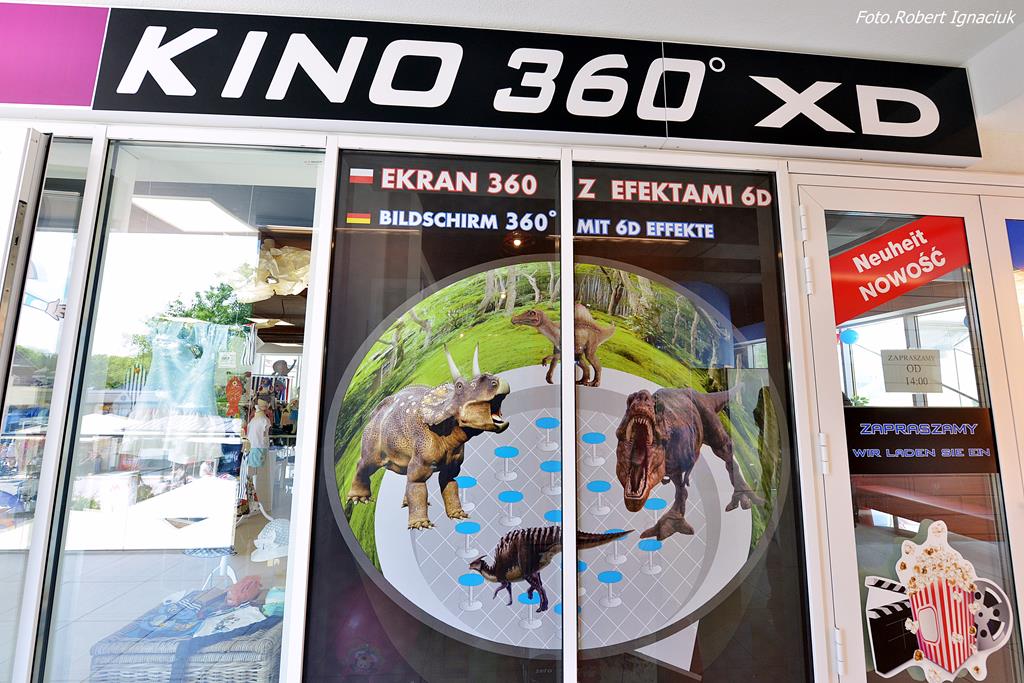 Foto.Robert Ignaciuk
KINO 360° XD
EKRAN 360 Z EFEKTAMI 6D
BILDSCHIRM 360° MIT 6D EFFEKTE
Neuheit
NOWOŚĆ
ZAPRASZAMY
OD
14:00
ZAPRASZAMY
WIR LADEN SIE EIN